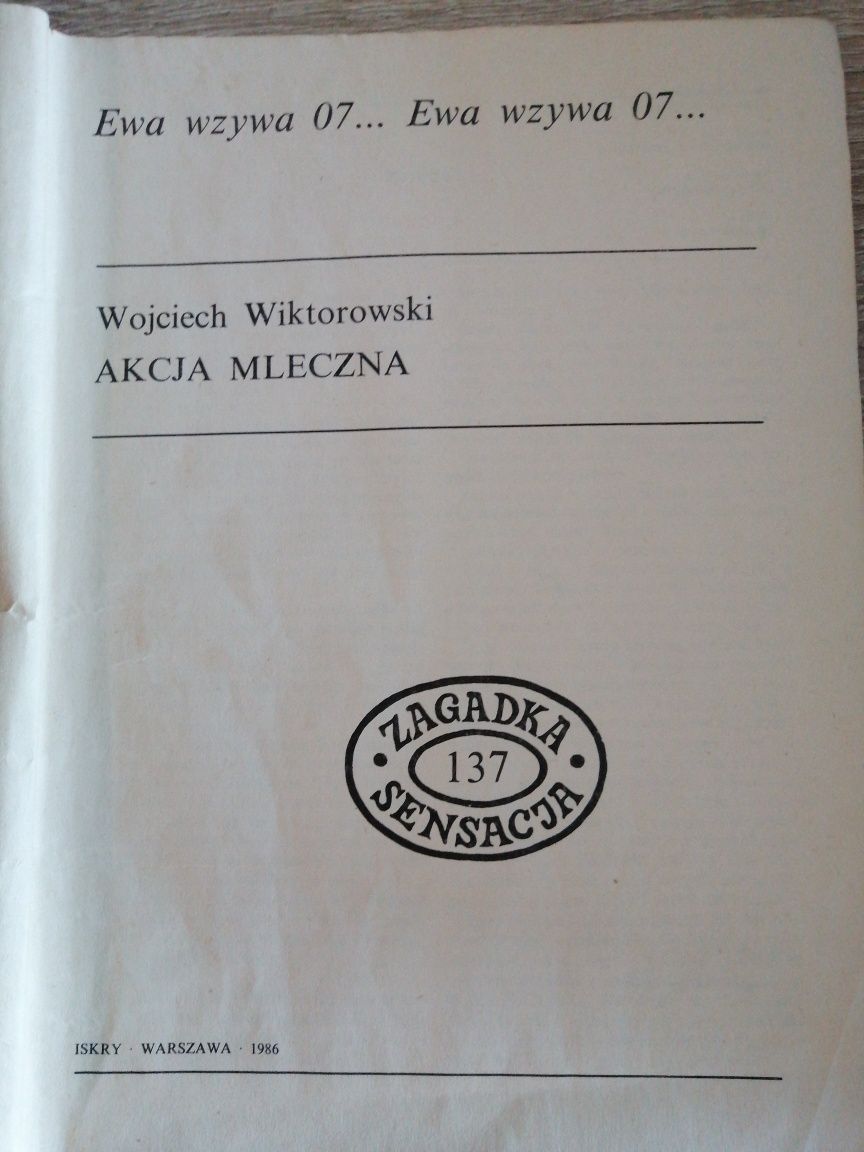 Ewa wzywa 07... Ewa wzywa 07...
Wojciech Wiktorowski
AKCJA MLECZNA
ZAGADKA
137
SENSACJA
ISKRY · WARSZAWA · 1986